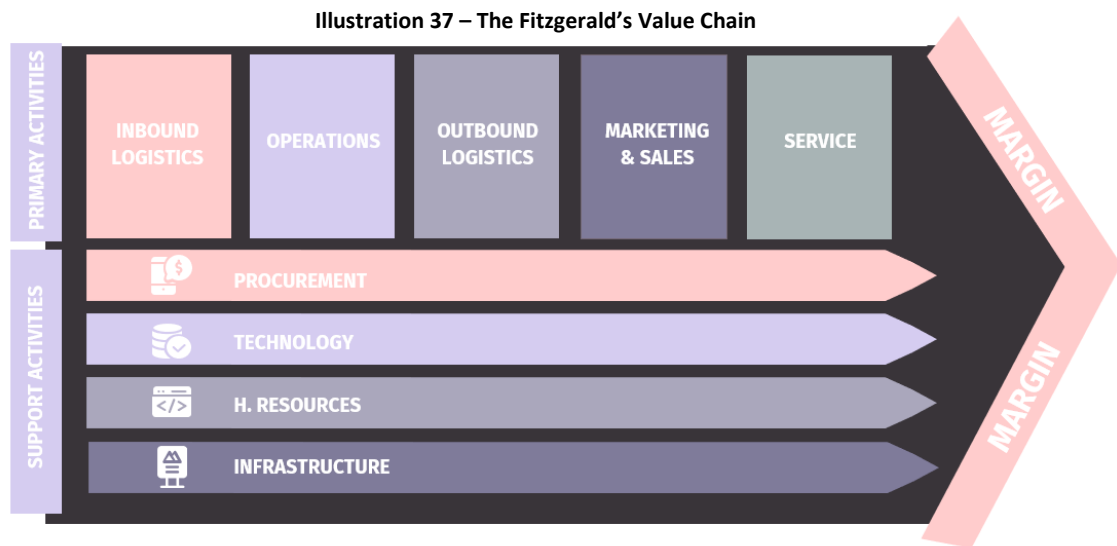 Illustration 37 – The Fitzgerald's Value Chain
PRIMARY ACTIVITIES
INBOUND
LOGISTICS
OPERATIONS
OUTBOUND
LOGISTICS
MARKETING
& SALES
SERVICE
MARGIN
SUPPORT ACTIVITIES
$
PROCUREMENT
TECHNOLOGY
</>
H. RESOURCES
INFRASTRUCTURE
MARGIN